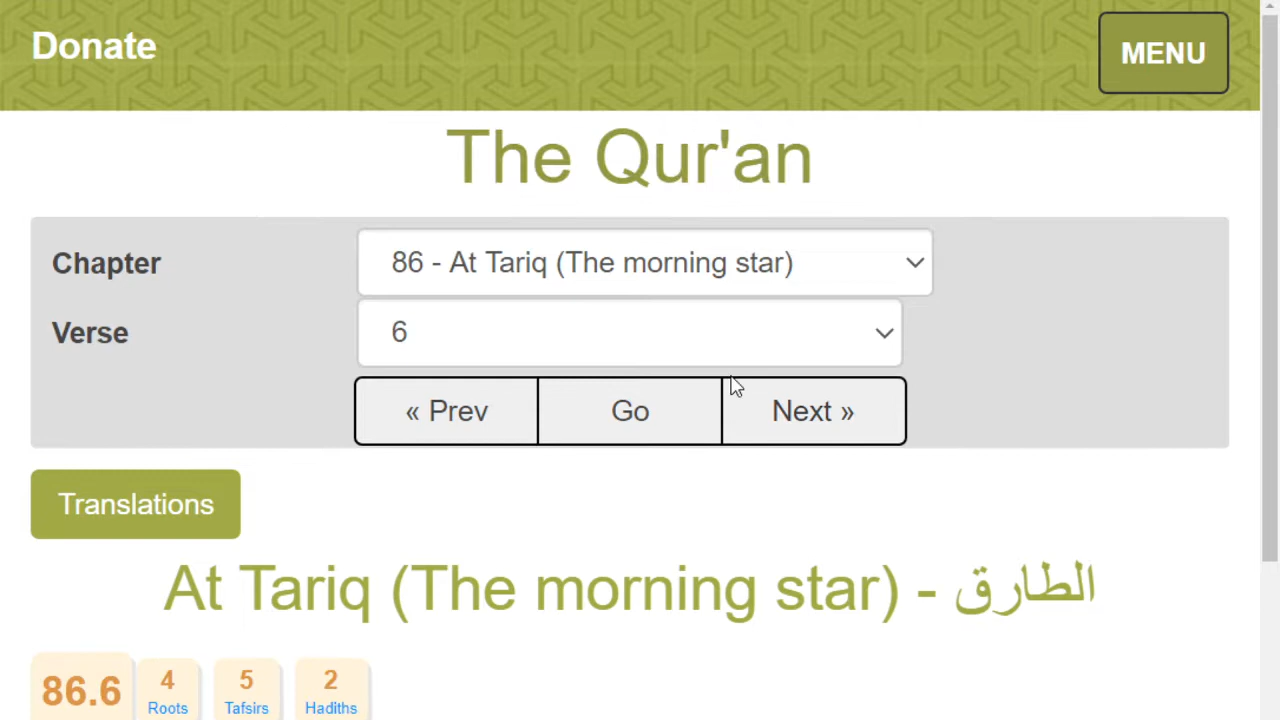 Donate
MENU
The Qur'an
Chapter
86 - At Tariq (The morning star)
Verse
6
« Prev
Go
Next »
Translations
At Tariq (The morning star) - الطارق
86.6
4
Roots
5
Tafsirs
2
Hadiths